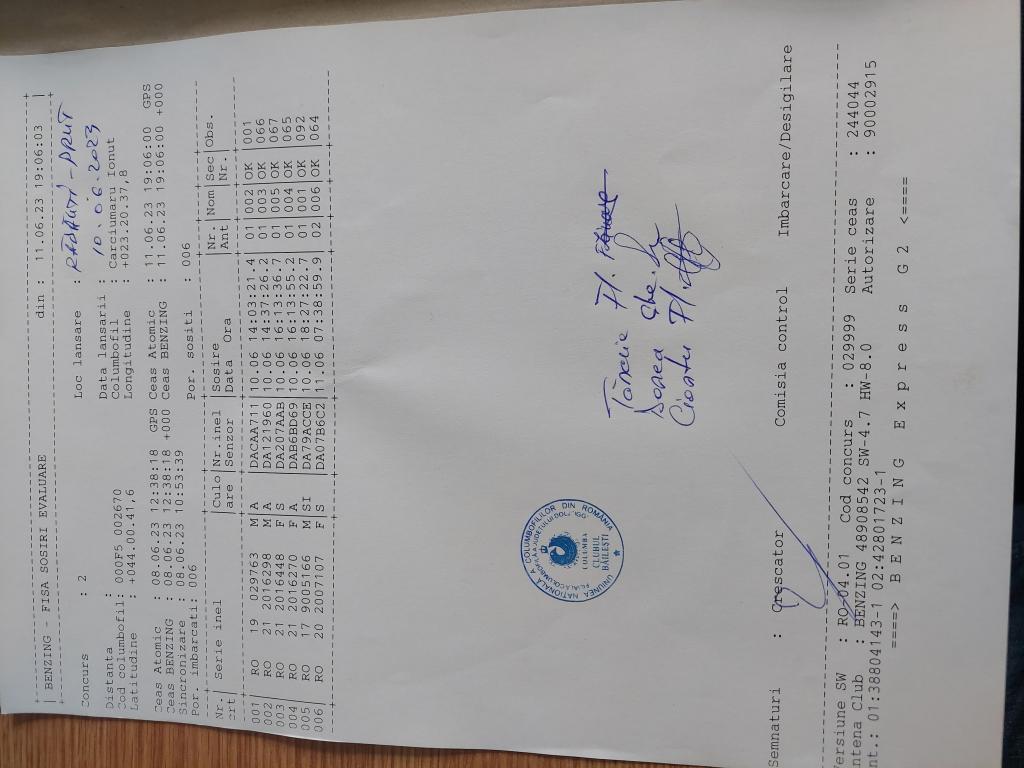 BENZING - FISA SOSIRI EVALUARE din : 11.06.23 19:06:03
Concurs : 2 Loc lansare : RĂDĂUȚI-PRUT
Distanta : Data lansarii : 10.06.2023
Cod columbofil: 000F5 002670 Columbofil : Carciumaru Ionut
Latitudine : +044.00.41,6 Longitudine : +023.20.37,8
Ceas Atomic : 08.06.23 12:38:18 GPS Ceas Atomic : 11.06.23 19:06:00 GPS
Ceas BENZING : 08.06.23 12:38:18 +000 Ceas BENZING : 11.06.23 19:06:00 +000
Sincronizare : 08.06.23 10:53:39
Por. imbarcati: 006 Por. sositi : 006
Nr.| Serie inel |Culo|Nr.inel |Sosire |Nr. |Nom|Sec|Obs.
crt| |are |Senzor |Data Ora |Ant |Nr.| |
001| RO 19 029763 M|A |DACAA711|10.06 14:03:21.4| 01|002|OK |001
002| RO 21 2016298 M|A |DA121960|10.06 14:37:26.2| 01|003|OK |066
003| RO 21 2016448 F|S |DA207AAB|10.06 16:13:36.7| 01|005|OK |067
004| RO 21 2016270 F|A |DAB6BD69|10.06 16:13:55.2| 01|004|OK |065
005| RO 17 9005166 M|SI |DA79ACCE|10.06 18:27:22.7| 01|001|OK |092
006| RO 20 2007107 F|S |DA07B6C2|11.06 07:38:59.9| 02|006|OK |064
UNIUNEA NAȚIONALĂ A COLUMBOFILILOR DIN ROMÂNIA
COLUMBA
CLUBUL
BĂILEȘTI
Fl.
Ghe.
Fl.
Semnaturi : Crescator Comisia control Imbarcare/Desigilare
Versiune SW : RO-04.01 Cod concurs : 029999 Serie ceas : 244044
Antena Club : BENZING 48908542 SW-4.7 HW-8.0 Autorizare : 90002915
nt.: 01:38804143-1 02:42801723-1
====> B E N Z I N G E x p r e s s G 2 <====